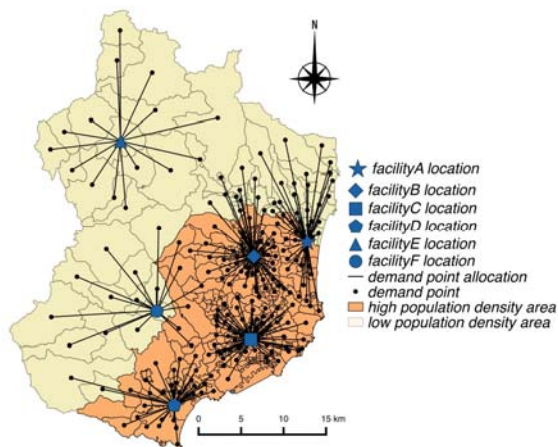 N
facilityA location
facilityB location
facilityC location
facilityD location
facilityE location
facilityF location
demand point allocation
demand point
high population density area
low population density area
0 5 10 15 km